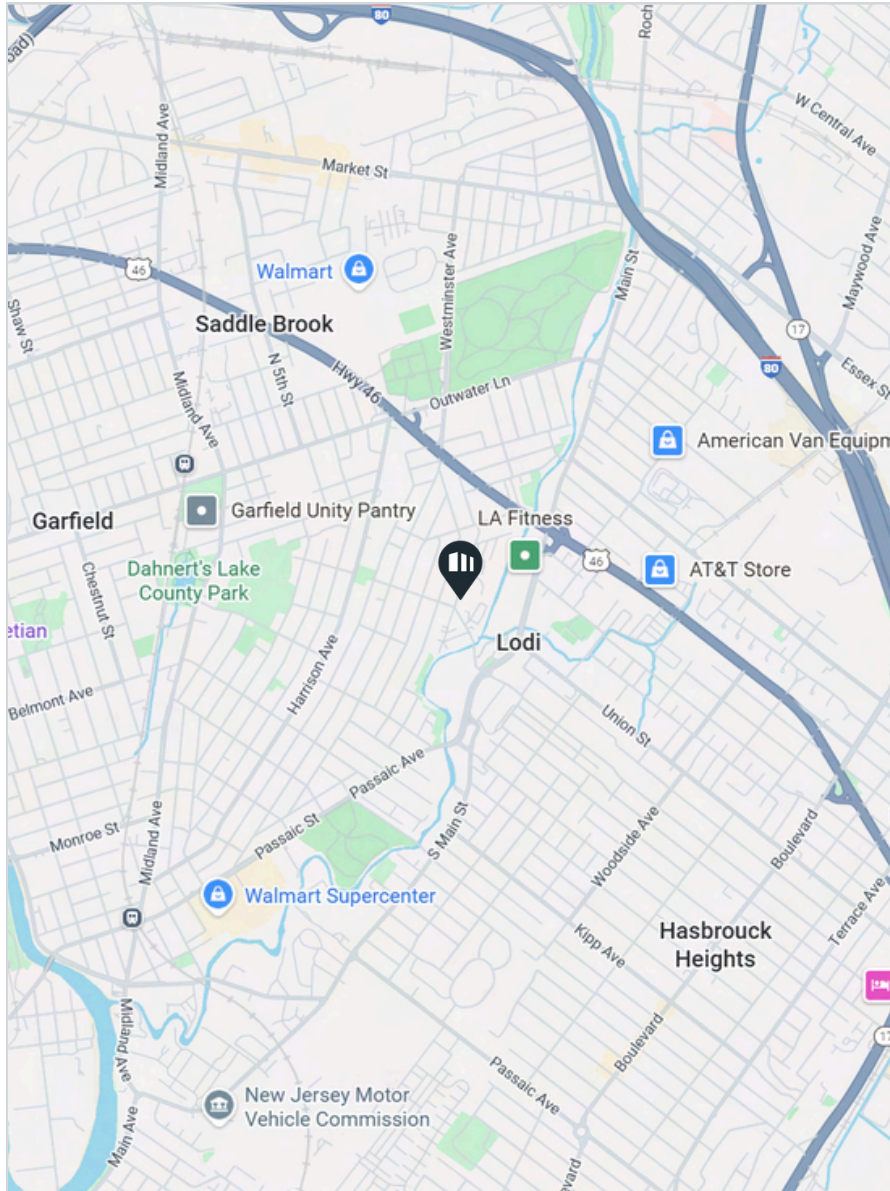 80
oad)
Roch
W Central Ave
Midland Ave
Market St
Maywood Ave
46
Walmart
Westminster Ave
Main St
Shaw St
Saddle Brook
17
N 5th St
Hwy 46
80
Essex St
Midland Ave
Outwater Ln
American Van Equipm
Garfield
Garfield Unity Pantry
LA Fitness
46
AT&T Store
Dahnert's Lake
County Park
Chestnut St
etian
Lodi
Harrison Ave
Belmont Ave
Union St
Passaic Ave
Monroe St
Midland Ave
Passaic St
S Main St
Woodside Ave
Boulevard
Walmart Supercenter
Terrace Ave
Hasbrouck
Heights
Kipp Ave
Midland Ave
17
Boulevard
New Jersey Motor
Vehicle Commission
Passaic Ave
Main Ave
evard